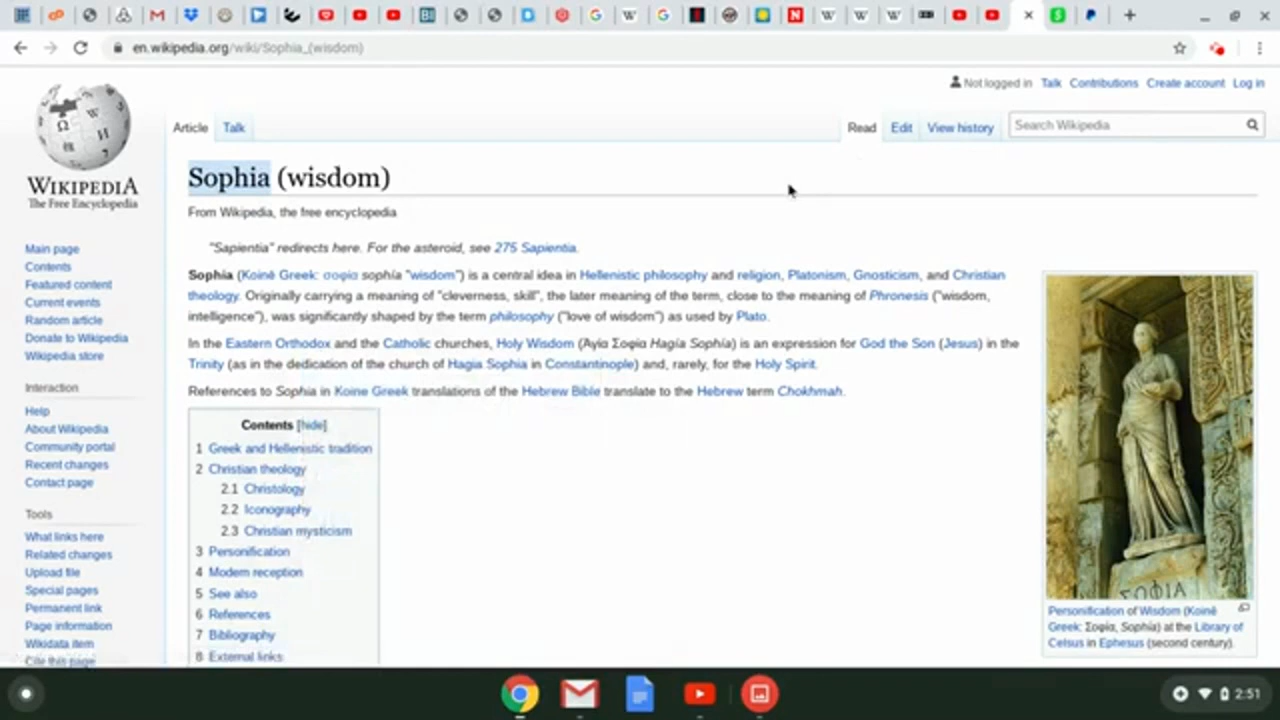 en.wikipedia.org/wiki/Sophia_(wisdom)
Not logged in Talk Contributions Create account Log in
Article Talk Read Edit View history Search Wikipedia
WIKIPEDIA
The Free Encyclopedia
Main page
Contents
Featured content
Current events
Random article
Donate to Wikipedia
Wikipedia store
Interaction
Help
About Wikipedia
Community portal
Recent changes
Contact page
Tools
What links here
Related changes
Upload file
Special pages
Permanent link
Page information
Wikidata item
Cite this page
Sophia (wisdom)
From Wikipedia, the free encyclopedia
"Sapientia" redirects here. For the asteroid, see 275 Sapientia.
Sophia (Koinē Greek: σοφία sophía "wisdom") is a central idea in Hellenistic philosophy and religion, Platonism, Gnosticism, and Christian
theology. Originally carrying a meaning of "cleverness, skill", the later meaning of the term, close to the meaning of Phronesis ("wisdom,
intelligence"), was significantly shaped by the term philosophy ("love of wisdom") as used by Plato.
In the Eastern Orthodox and the Catholic churches, Holy Wisdom (Ἁγία Σοφία Hagía Sophía) is an expression for God the Son (Jesus) in the
Trinity (as in the dedication of the church of Hagia Sophia in Constantinople) and, rarely, for the Holy Spirit.
References to Sophia in Koine Greek translations of the Hebrew Bible translate to the Hebrew term Chokhmah.
Contents [hide]
1 Greek and Hellenistic tradition
2 Christian theology
2.1 Christology
2.2 Iconography
2.3 Christian mysticism
3 Personification
4 Modern reception
5 See also
6 References
7 Bibliography
8 External links
ΣΟΦΙΑ
Personification of Wisdom (Koinē
Greek: Σοφία, Sophía) at the Library of
Celsus in Ephesus (second century).
2:51